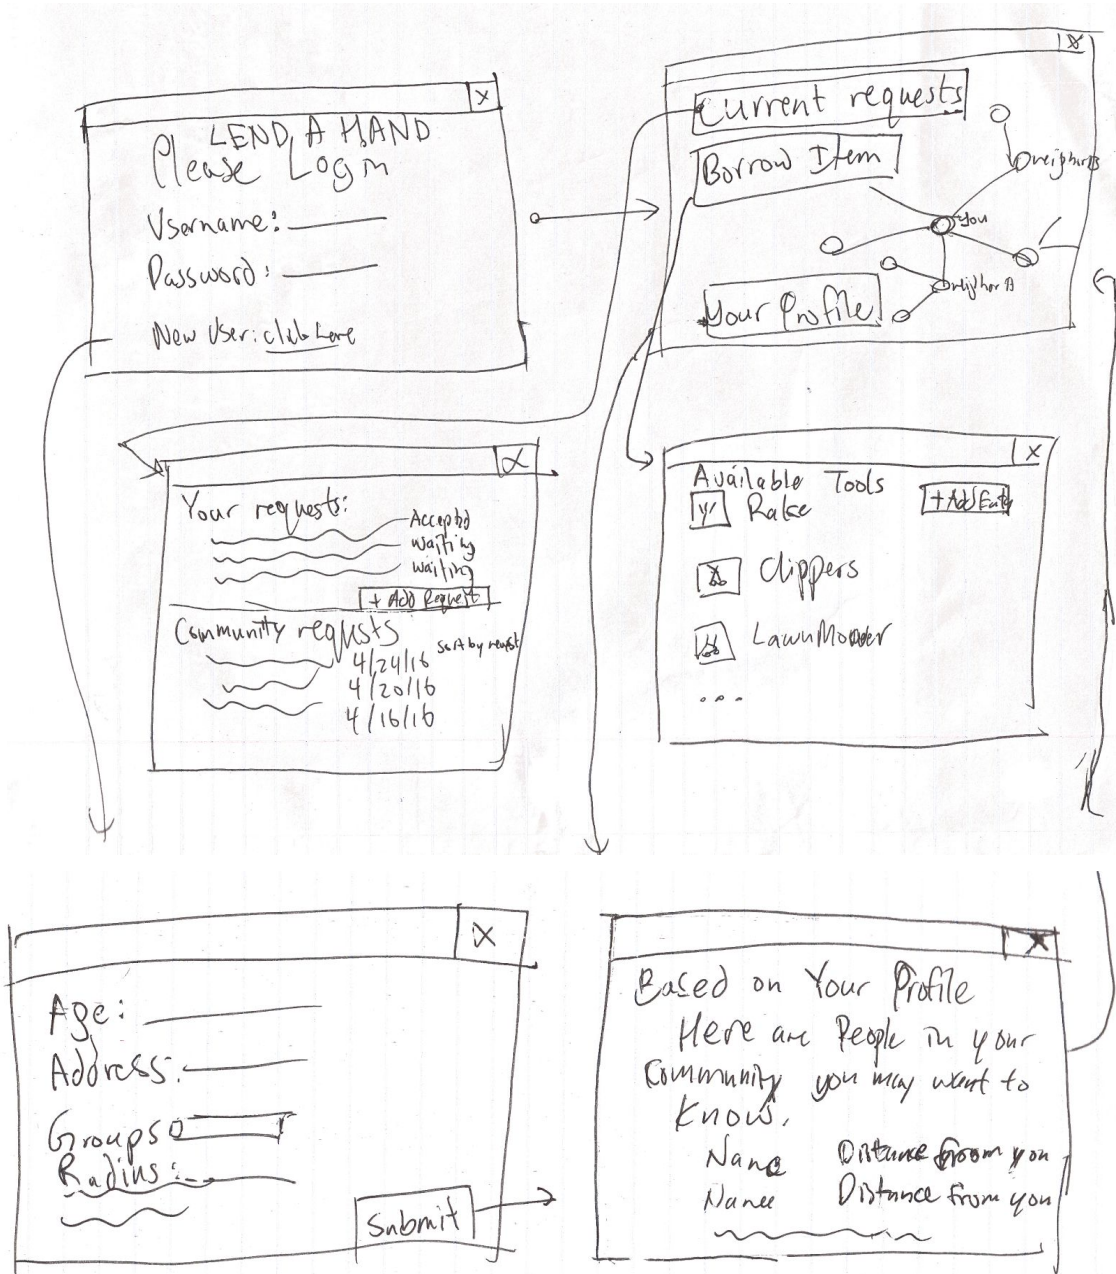 X
LEND A HAND
Please Login
Username:
Password:
New User: click here
X
Current requests
Borrow Item
neighbor B
You
neighbor A
Your Profile
X
Your requests:
Accepted
waiting
waiting
+ Add Request
Community requests
sort by
4/24/16
4/20/16
4/16/16
X
Available Tools
+ Add
Rake
Clippers
LawnMower
...
X
Age:
Address:
Groups
Radius:
Submit
X
Based on Your Profile
Here are People in your
Community you may want to
Know.
Name Distance from you
Name Distance from you